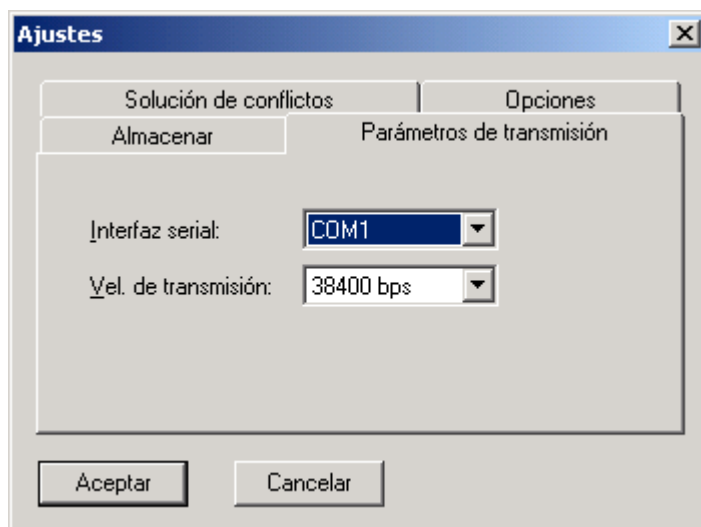 Ajustes
Solución de conflictos Opciones
Almacenar Parámetros de transmisión
Interfaz serial: COM1
Vel. de transmisión: 38400 bps
Aceptar Cancelar